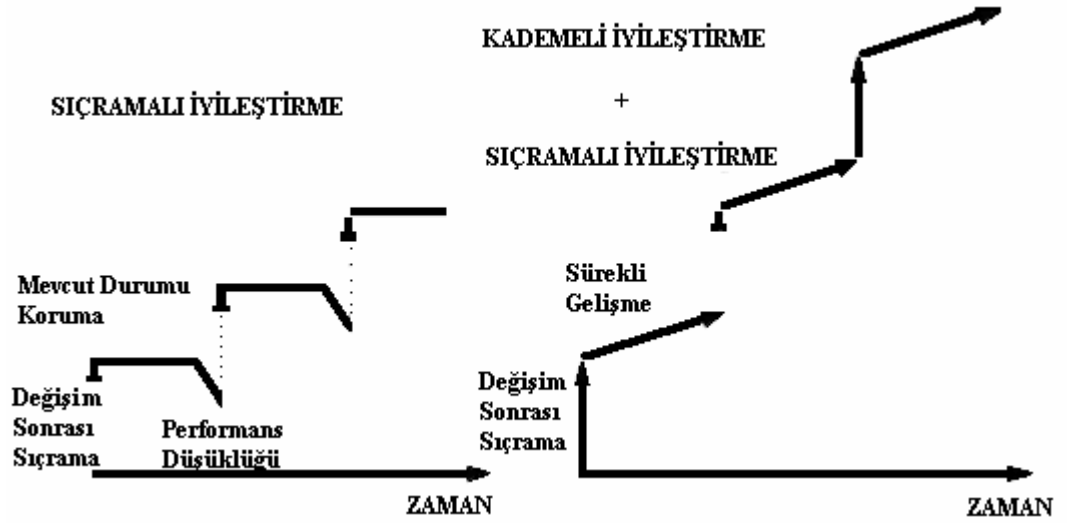 SIÇRAMALI İYİLEŞTİRME
Mevcut Durumu
Koruma
Değişim
Sonrası
Sıçrama
Performans
Düşüklüğü
ZAMAN
KADEMELİ İYİLEŞTİRME
+
SIÇRAMALI İYİLEŞTİRME
Sürekli
Gelişme
Değişim
Sonrası
Sıçrama
ZAMAN